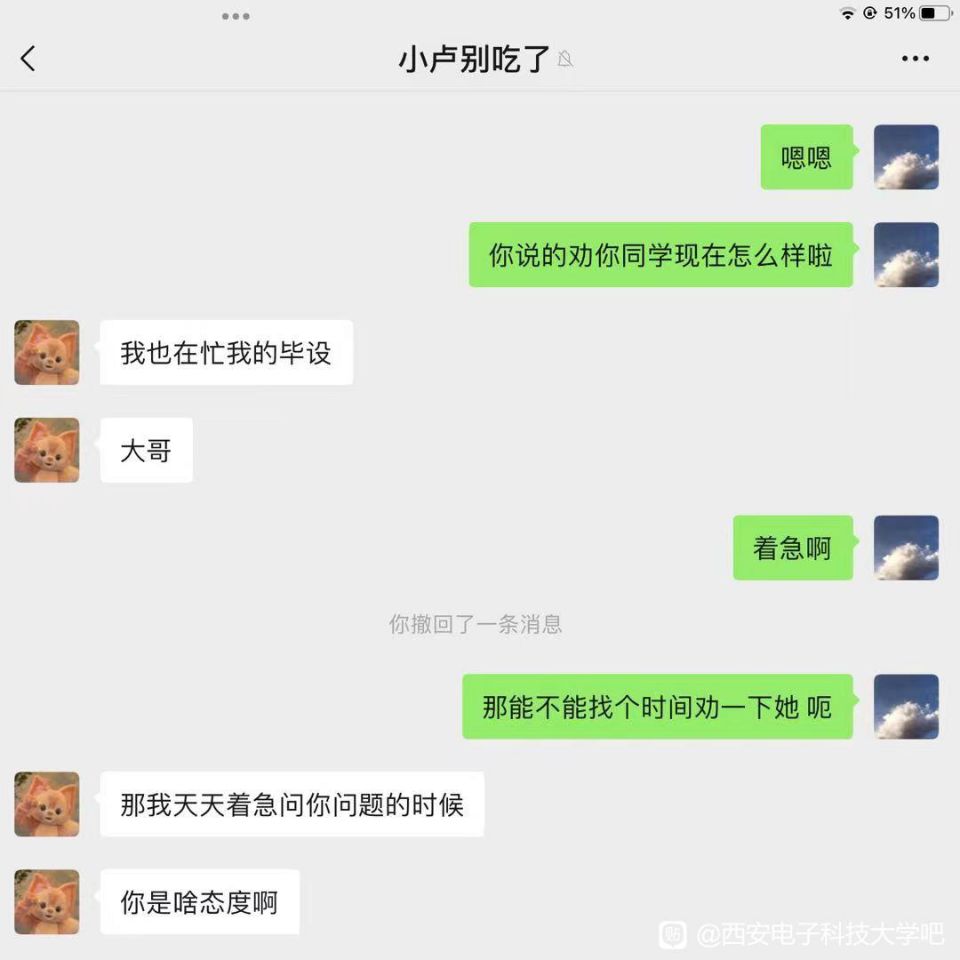 51%
小卢别吃了
嗯嗯
你说的劝你同学现在怎么样啦
我也在忙我的毕设
大哥
着急啊
你撤回了一条消息
那能不能找个时间劝一下她 呃
那我天天着急问你问题的时候
你是啥态度啊
贴 @西安电子科技大学吧